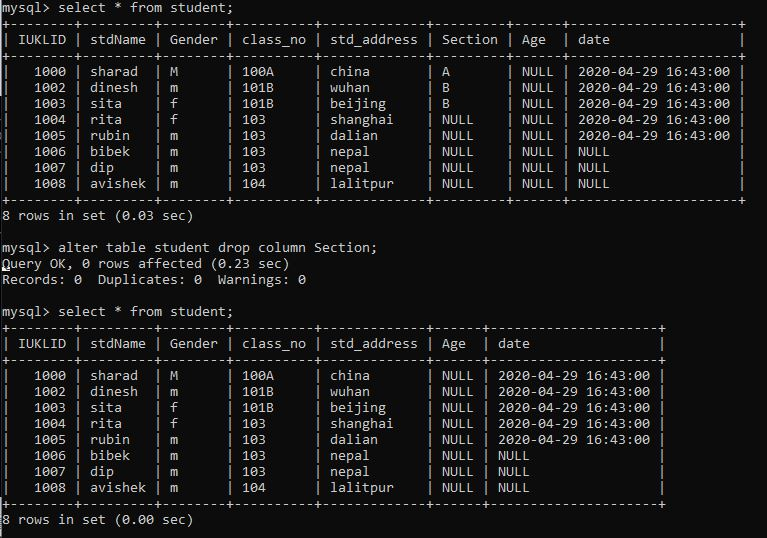 mysql> select * from student;
+--------+---------+--------+----------+-------------+---------+------+---------------------+
| IUKLID | stdName | Gender | class_no | std_address | Section | Age  | date                |
+--------+---------+--------+----------+-------------+---------+------+---------------------+
|   1000 | sharad  | M      | 100A     | china       | A       | NULL | 2020-04-29 16:43:00 |
|   1002 | dinesh  | m      | 101B     | wuhan       | B       | NULL | 2020-04-29 16:43:00 |
|   1003 | sita    | f      | 101B     | beijing     | B       | NULL | 2020-04-29 16:43:00 |
|   1004 | rita    | f      | 103      | shanghai    | NULL    | NULL | 2020-04-29 16:43:00 |
|   1005 | rubin   | m      | 103      | dalian      | NULL    | NULL | 2020-04-29 16:43:00 |
|   1006 | bibek   | m      | 103      | nepal       | NULL    | NULL | NULL                |
|   1007 | dip     | m      | 103      | nepal       | NULL    | NULL | NULL                |
|   1008 | avishek | m      | 104      | lalitpur    | NULL    | NULL | NULL                |
+--------+---------+--------+----------+-------------+---------+------+---------------------+
8 rows in set (0.03 sec)
mysql> alter table student drop column Section;
Query OK, 0 rows affected (0.23 sec)
Records: 0  Duplicates: 0  Warnings: 0
mysql> select * from student;
+--------+---------+--------+----------+-------------+------+---------------------+
| IUKLID | stdName | Gender | class_no | std_address | Age  | date                |
+--------+---------+--------+----------+-------------+------+---------------------+
|   1000 | sharad  | M      | 100A     | china       | NULL | 2020-04-29 16:43:00 |
|   1002 | dinesh  | m      | 101B     | wuhan       | NULL | 2020-04-29 16:43:00 |
|   1003 | sita    | f      | 101B     | beijing     | NULL | 2020-04-29 16:43:00 |
|   1004 | rita    | f      | 103      | shanghai    | NULL | 2020-04-29 16:43:00 |
|   1005 | rubin   | m      | 103      | dalian      | NULL | 2020-04-29 16:43:00 |
|   1006 | bibek   | m      | 103      | nepal       | NULL | NULL                |
|   1007 | dip     | m      | 103      | nepal       | NULL | NULL                |
|   1008 | avishek | m      | 104      | lalitpur    | NULL | NULL                |
+--------+---------+--------+----------+-------------+------+---------------------+
8 rows in set (0.00 sec)